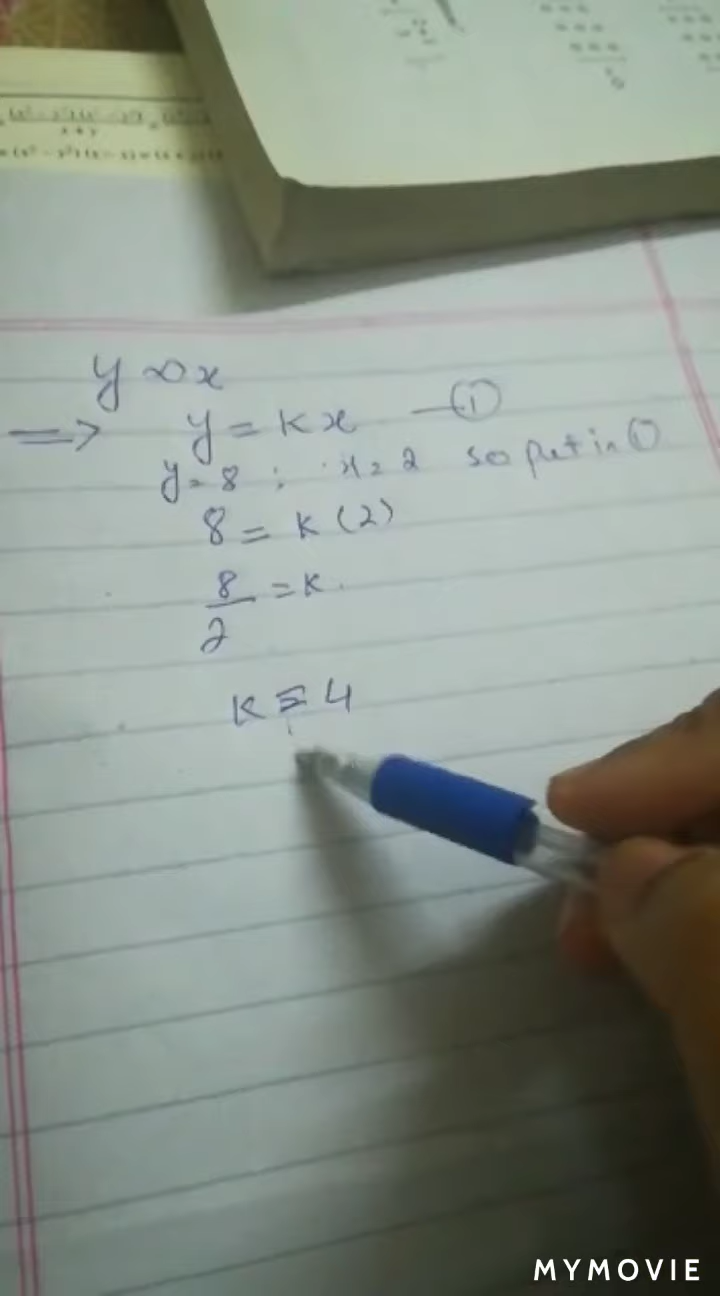 y ∝ x
⇒ y = kx —①
y = 8 ; x = 2 so put in ①
8 = k (2)
8/2 = k.
k = 4
MYMOVIE